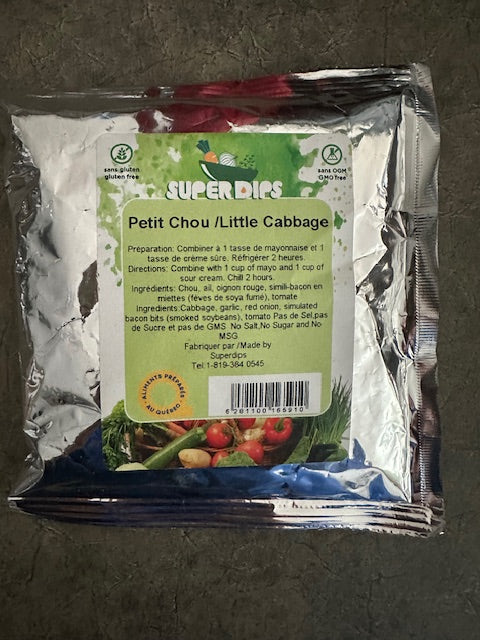 sans gluten
gluten free
sans OGM
GMO free
SUPER DIPS
Petit Chou /Little Cabbage
Préparation: Combiner à 1 tasse de mayonnaise et 1
tasse de crème sûre. Réfrigérer 2 heures.
Directions: Combine with 1 cup of mayo and 1 cup of
sour cream. Chill 2 hours.
Ingrédients: Chou, ail, oignon rouge, simili-bacon en
miettes (fèves de soya fumé), tomate
Ingredients:Cabbage, garlic, red onion, simulated
bacon bits (smoked soybeans), tomato Pas de Sel,pas
de Sucre et pas de GMS No Salt,No Sugar and No
MSG
Fabriquer par /Made by
Superdips
Tel:1-819-384 0545
ALIMENTS PRÉPARÉS
AU QUÉBEC
6 281100 166910